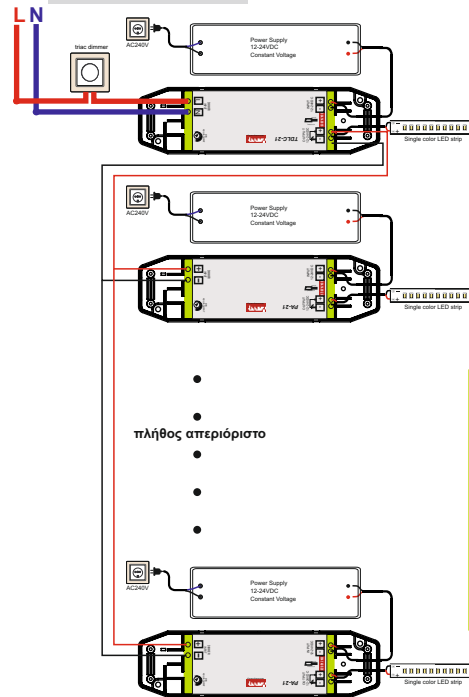 L N
triac dimmer
AC240V
Power Supply
12-24VDC
Constant Voltage
TDLC-21
Single color LED strip
AC240V
Power Supply
12-24VDC
Constant Voltage
PA-21
Single color LED strip
πλήθος απεριόριστο
AC240V
Power Supply
12-24VDC
Constant Voltage
PA-21
Single color LED strip